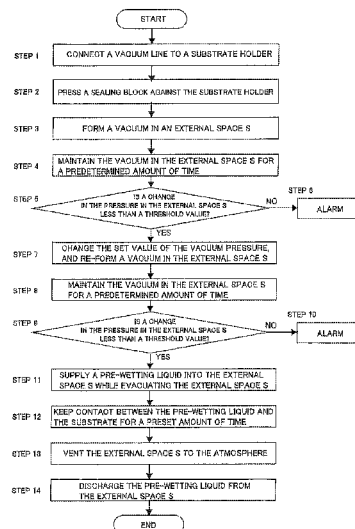 START
STEP 1
CONNECT A VACUUM LINE TO A SUBSTRATE HOLDER
STEP 2
PRESS A SEALING BLOCK AGAINST THE SUBSTRATE HOLDER
STEP 3
FORM A VACUUM IN AN EXTERNAL SPACE S
STEP 4
MAINTAIN THE VACUUM IN THE EXTERNAL SPACE S FOR
A PREDETERMINED AMOUNT OF TIME
STEP 5
IS A CHANGE
IN THE PRESSURE IN THE EXTERNAL SPACE S
LESS THAN A THRESHOLD VALUE?
NO
STEP 6
ALARM
YES
STEP 7
CHANGE THE SET VALUE OF THE VACUUM PRESSURE,
AND RE-FORM A VACUUM IN THE EXTERNAL SPACE S
STEP 8
MAINTAIN THE VACUUM IN THE EXTERNAL SPACE S
FOR A PREDETERMINED AMOUNT OF TIME
STEP 9
IS A CHANGE
IN THE PRESSURE IN THE EXTERNAL SPACE S
LESS THAN A THRESHOLD VALUE?
NO
STEP 10
ALARM
YES
STEP 11
SUPPLY A PRE-WETTING LIQUID INTO THE EXTERNAL
SPACE S WHILE EVACUATING THE EXTERNAL SPACE S
STEP 12
KEEP CONTACT BETWEEN THE PRE-WETTING LIQUID AND
THE SUBSTRATE FOR A PRESET AMOUNT OF TIME
STEP 13
VENT THE EXTERNAL SPACE S TO THE ATMOSPHERE
STEP 14
DISCHARGE THE PRE-WETTING LIQUID FROM
THE EXTERNAL SPACE S
END